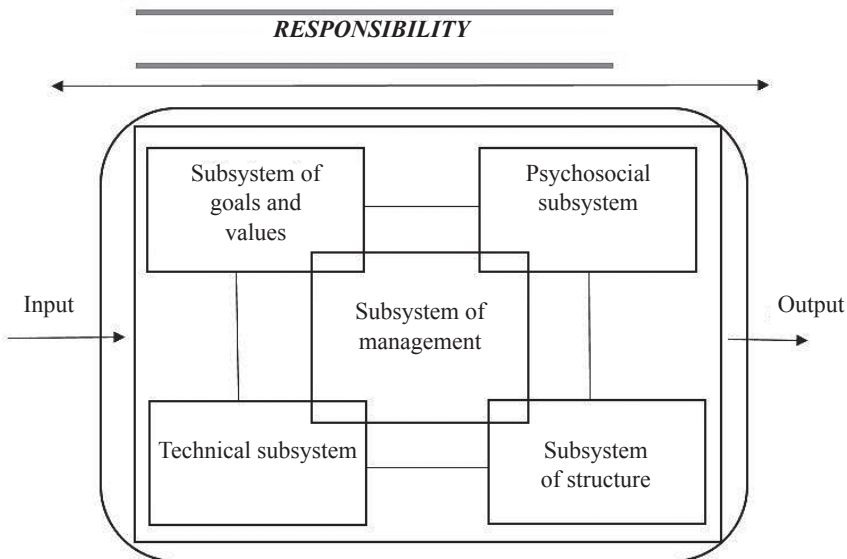 RESPONSIBILITY
Subsystem of
goals and
values
Psychosocial
subsystem
Input
Subsystem of
management
Output
Technical subsystem
Subsystem
of structure